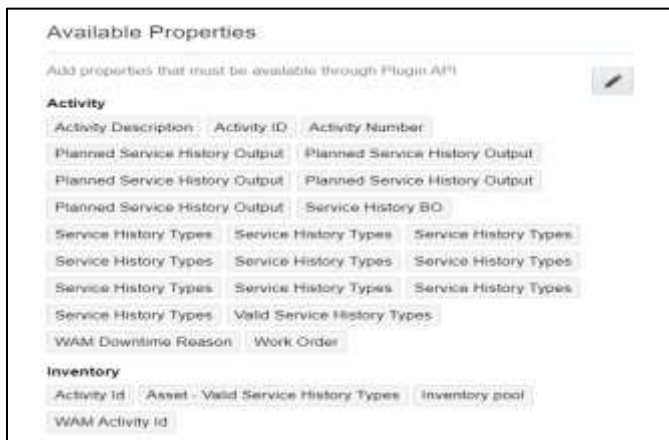 Available Properties
Add properties that must be available through Plugin API
Activity
Activity Description Activity ID Activity Number
Planned Service History Output Planned Service History Output
Planned Service History Output Planned Service History Output
Planned Service History Output Service History BO
Service History Types Service History Types Service History Types
Service History Types Service History Types Service History Types
Service History Types Service History Types Service History Types
Service History Types Valid Service History Types
WAM Downtime Reason Work Order
Inventory
Activity Id Asset - Valid Service History Types Inventory pool
WAM Activity Id